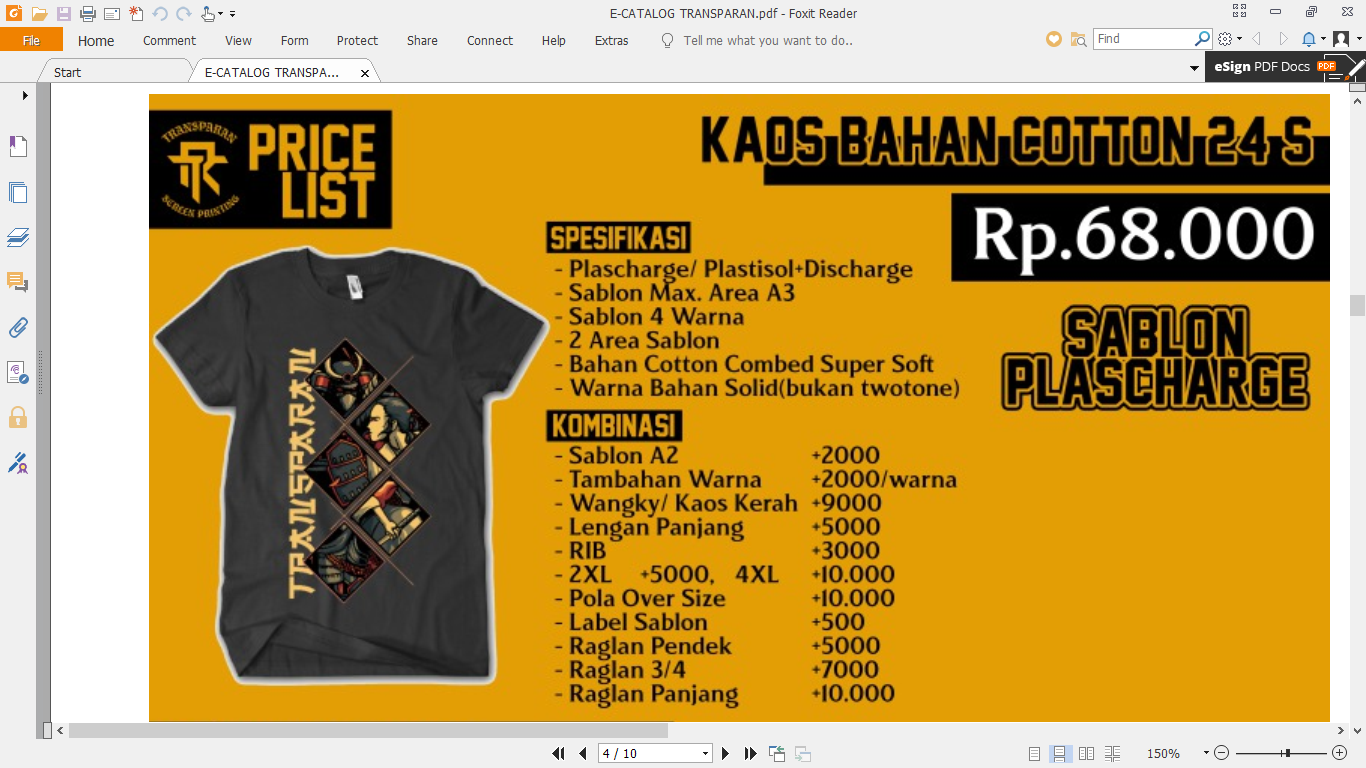 E-CATALOG TRANSPARAN.pdf - Foxit Reader
File Home Comment View Form Protect Share Connect Help Extras Tell me what you want to do.. Find
Start E-CATALOG TRANSPA... eSign PDF Docs PDF
TRANSPARAN
SCREEN PRINTING
PRICE
LIST
KAOS BAHAN COTTON 24 S
Rp.68.000
SABLON
PLASCHARGE
SPESIFIKASI
- Plascharge/ Plastisol+Discharge
- Sablon Max. Area A3
- Sablon 4 Warna
- 2 Area Sablon
- Bahan Cotton Combed Super Soft
- Warna Bahan Solid(bukan twotone)
KOMBINASI
- Sablon A2 +2000
- Tambahan Warna +2000/warna
- Wangky/ Kaos Kerah +9000
- Lengan Panjang +5000
- RIB +3000
- 2XL +5000, 4XL +10.000
- Pola Over Size +10.000
- Label Sablon +500
- Raglan Pendek +5000
- Raglan 3/4 +7000
- Raglan Panjang +10.000
TRANSPARAN
4 / 10 150%